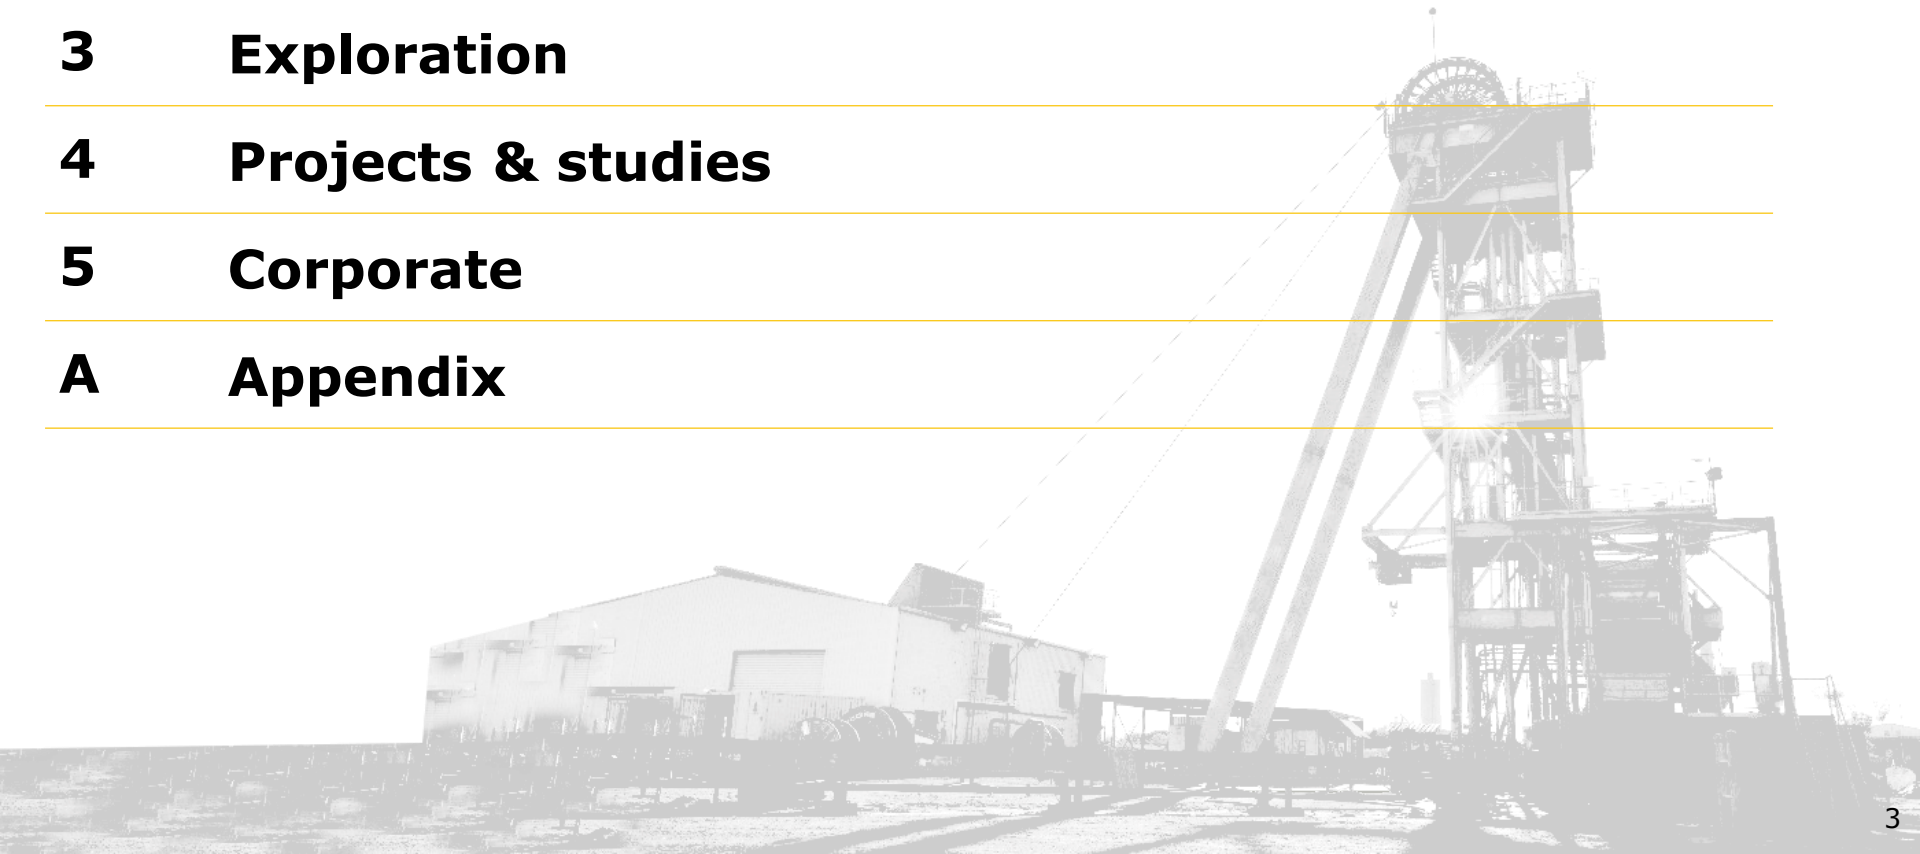 3 Exploration
4 Projects & studies
5 Corporate
A Appendix
3